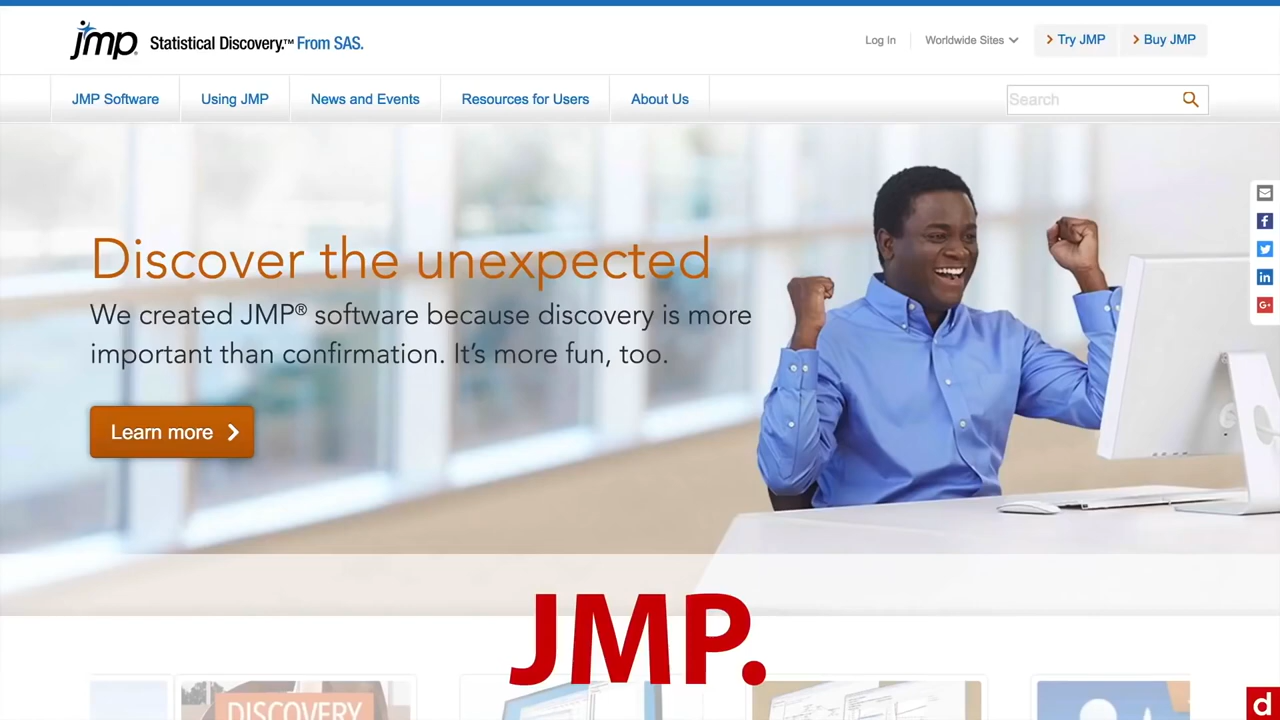 jmp Statistical Discovery.™ From SAS.
Log In
Worldwide Sites
Try JMP
Buy JMP
JMP Software
Using JMP
News and Events
Resources for Users
About Us
Search
Discover the unexpected
We created JMP® software because discovery is more
important than confirmation. It's more fun, too.
Learn more
f
in
G+
JMP.
DISCOVERY
d